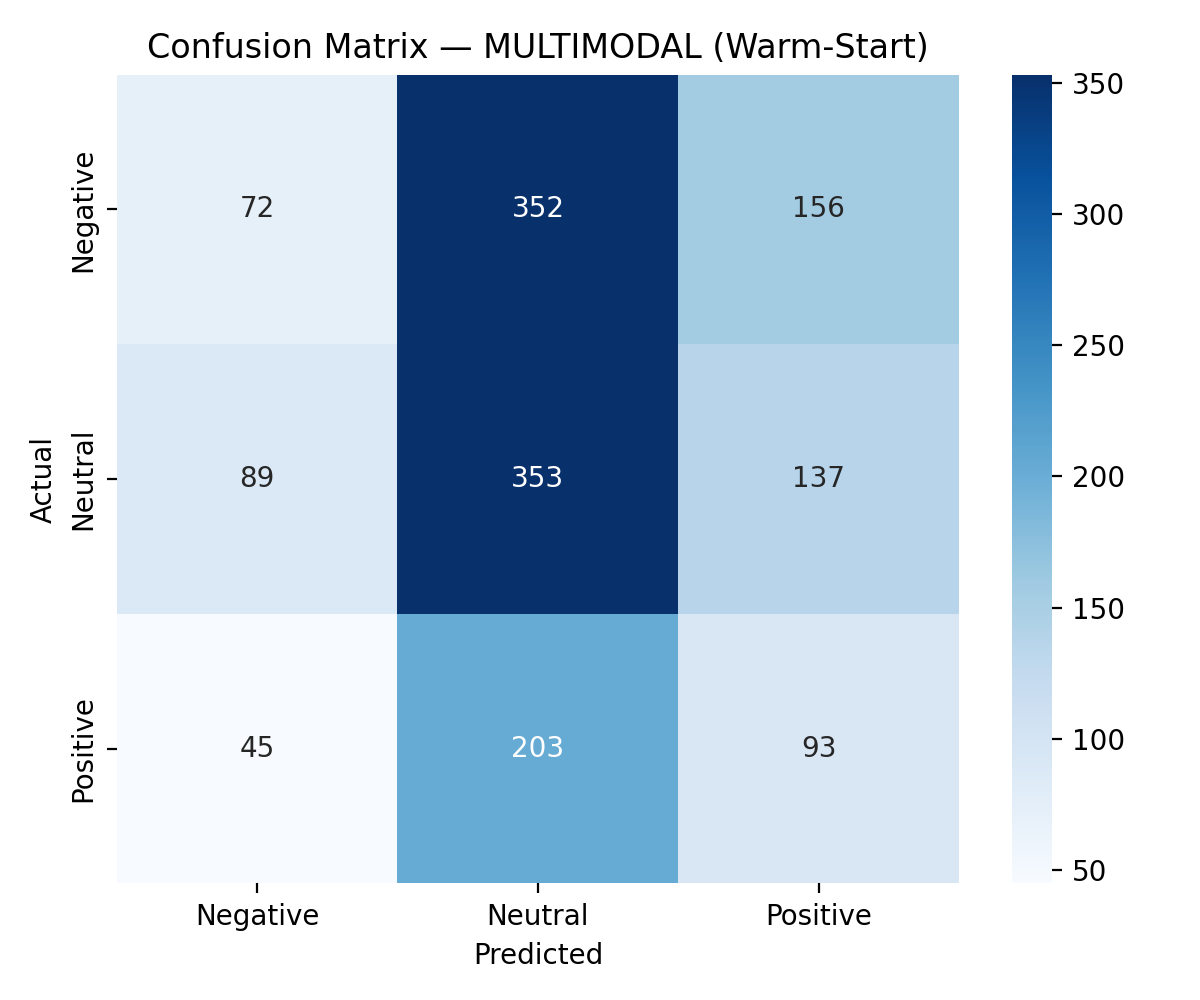 Confusion Matrix — MULTIMODAL (Warm-Start)
Actual
Negative
72 352 156
Neutral
89 353 137
Positive
45 203 93
Negative Neutral Positive
Predicted
350
300
250
200
150
100
50